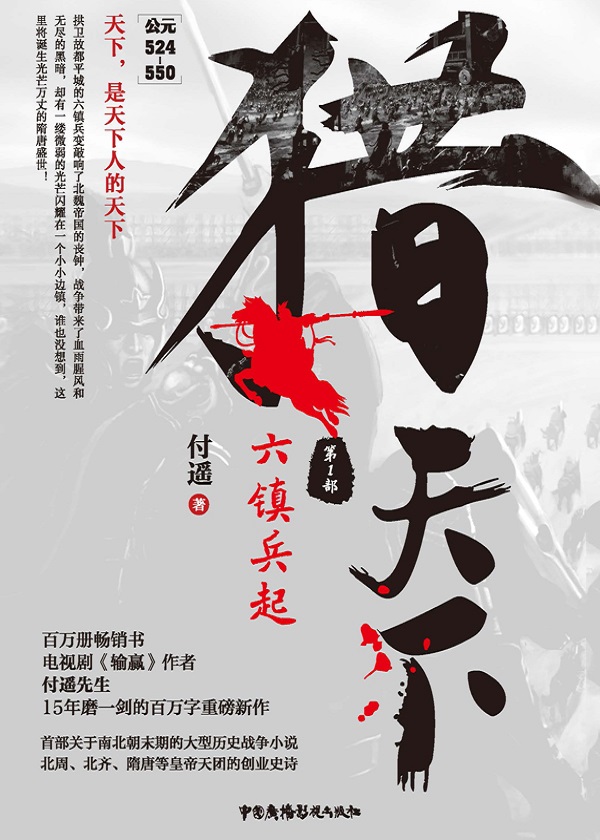 公元
524
-
550
猎天下
天下，是天下人的天下
拱卫故都平城的六镇兵变敲响了北魏帝国的丧钟，战争带来了血雨腥风和
无尽的黑暗，却有一缕微弱的光芒闪耀在一个小小边镇，谁也没想到，这
里将诞生光芒万丈的隋唐盛世！
第1部
六镇兵起
付遥
著
百万册畅销书
电视剧《输赢》作者
付遥先生
15年磨一剑的百万字重磅新作
首部关于南北朝末期的大型历史战争小说
北周、北齐、隋唐等皇帝天团的创业史诗
中国广播影视出版社